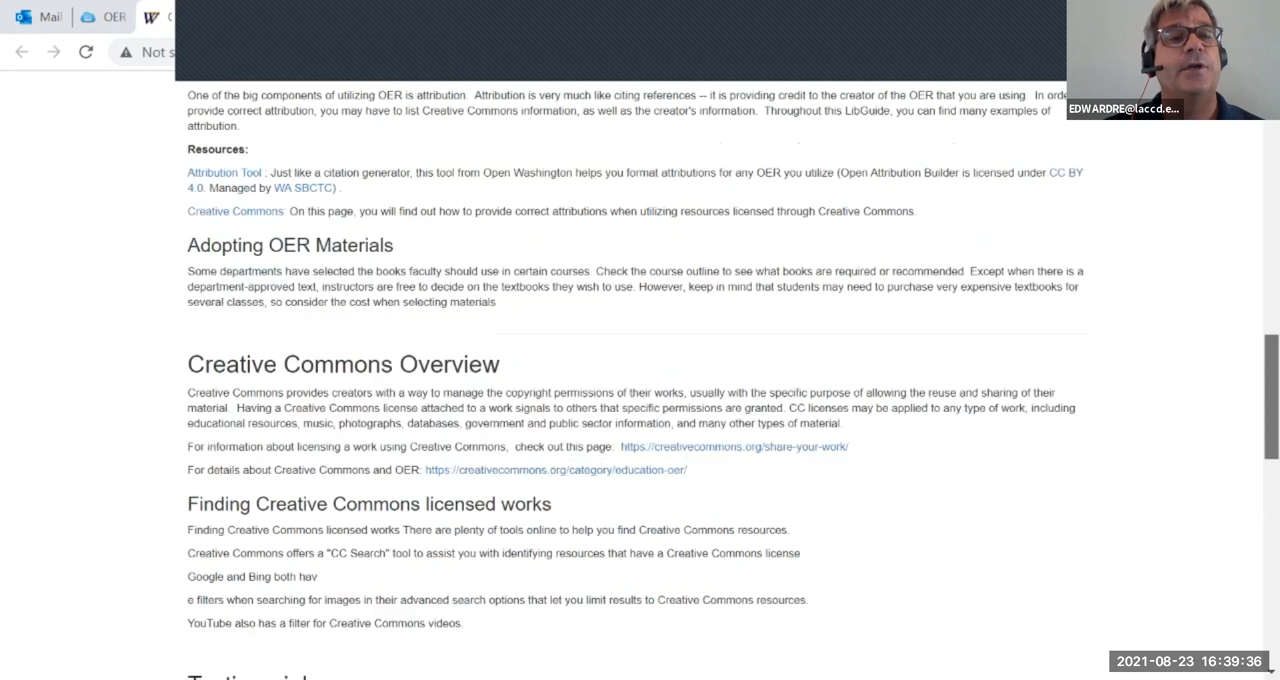 Mail
OER
Not s
EDWARDRE@laccd.e...
One of the big components of utilizing OER is attribution. Attribution is very much like citing references -- it is providing credit to the creator of the OER that you are using. In orde
provide correct attribution, you may have to list Creative Commons information, as well as the creator's information. Throughout this LibGuide, you can find many examples of
attribution.
Resources:
Attribution Tool : Just like a citation generator, this tool from Open Washington helps you format attributions for any OER you utilize (Open Attribution Builder is licensed under CC BY
4.0. Managed by WA SBCTC) .
Creative Commons: On this page, you will find out how to provide correct attributions when utilizing resources licensed through Creative Commons.
Adopting OER Materials
Some departments have selected the books faculty should use in certain courses. Check the course outline to see what books are required or recommended. Except when there is a
department-approved text, instructors are free to decide on the textbooks they wish to use. However, keep in mind that students may need to purchase very expensive textbooks for
several classes, so consider the cost when selecting materials
Creative Commons Overview
Creative Commons provides creators with a way to manage the copyright permissions of their works, usually with the specific purpose of allowing the reuse and sharing of their
material. Having a Creative Commons license attached to a work signals to others that specific permissions are granted. CC licenses may be applied to any type of work, including
educational resources, music, photographs, databases, government and public sector information, and many other types of material.
For information about licensing a work using Creative Commons, check out this page: https://creativecommons.org/share-your-work/
For details about Creative Commons and OER: https://creativecommons.org/category/education-oer/
Finding Creative Commons licensed works
Finding Creative Commons licensed works There are plenty of tools online to help you find Creative Commons resources.
Creative Commons offers a "CC Search" tool to assist you with identifying resources that have a Creative Commons license
Google and Bing both hav
e filters when searching for images in their advanced search options that let you limit results to Creative Commons resources.
YouTube also has a filter for Creative Commons videos.
2021-08-23 16:39:36